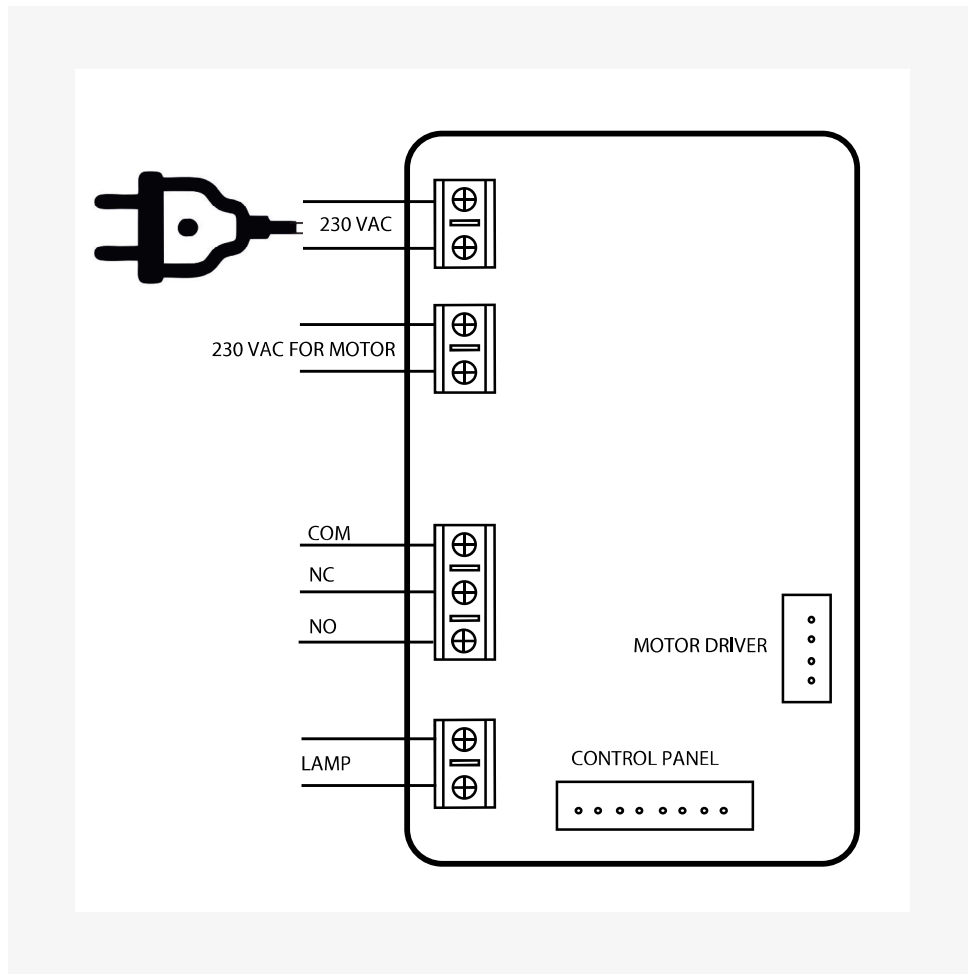 230 VAC
230 VAC FOR MOTOR
COM
NC
NO
MOTOR DRIVER
CONTROL PANEL
LAMP